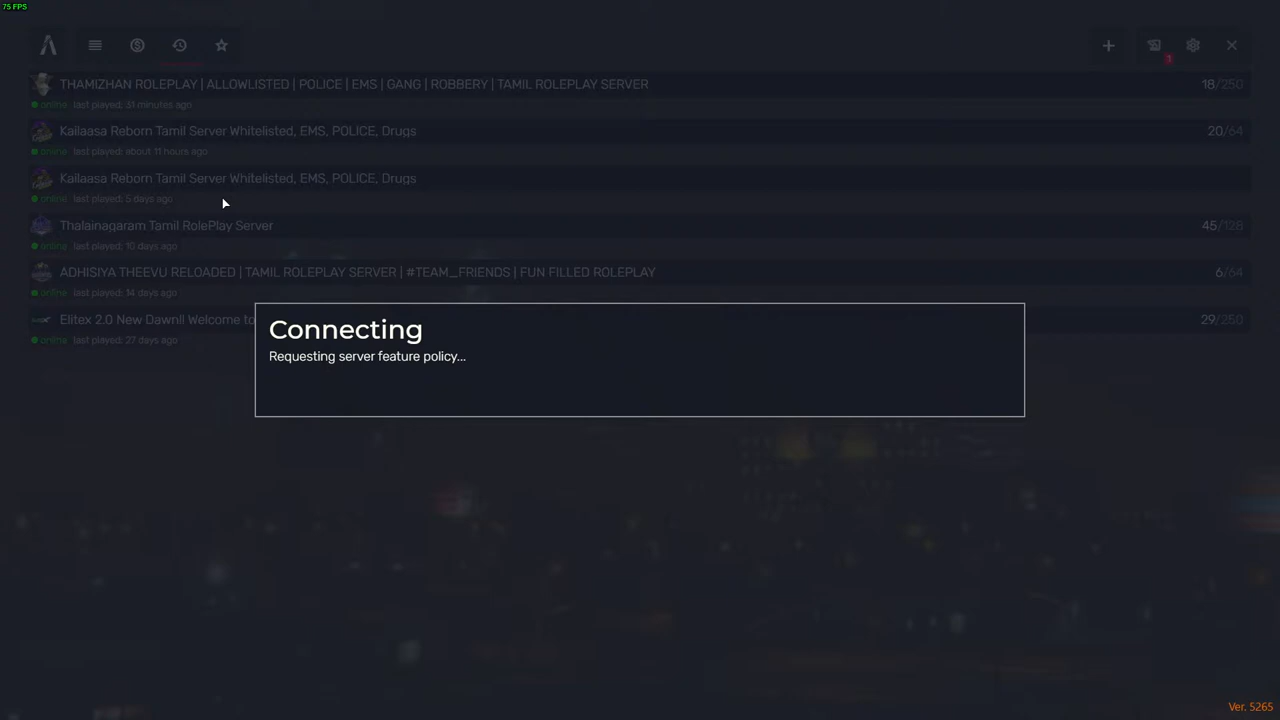 75 FPS
THAMIZHAN ROLEPLAY | ALLOWLISTED | POLICE | EMS | GANG | ROBBERY | TAMIL ROLEPLAY SERVER 18/250
online last played: 31 minutes ago
Kailaasa Reborn Tamil Server Whitelisted, EMS, POLICE, Drugs 20/64
online last played: about 11 hours ago
Kailaasa Reborn Tamil Server Whitelisted, EMS, POLICE, Drugs
online last played: 5 days ago
Thalainagaram Tamil RolePlay Server 45/128
online last played: 10 days ago
ADHISIYA THEEVU RELOADED | TAMIL ROLEPLAY SERVER | #TEAM_FRIENDS | FUN FILLED ROLEPLAY 6/64
online last played: 14 days ago
Elitex 2.0 New Dawn!! Welcome to 29/250
online last played: 27 days ago
Connecting
Requesting server feature policy...
Ver. 5265